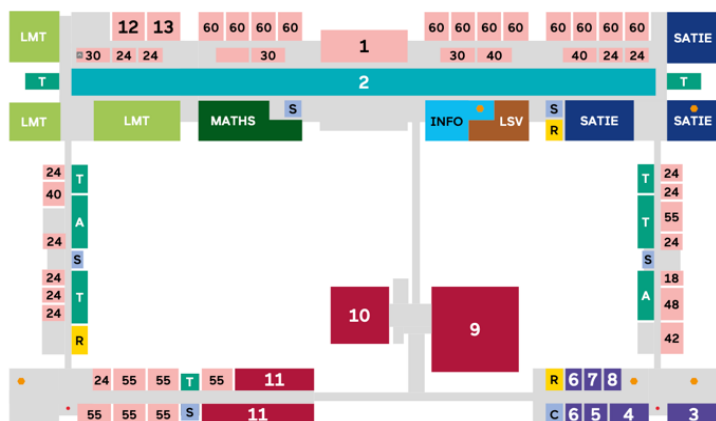 LMT 12 13 60 60 60 60 1 60 60 60 60 60 60 60 60 SATIE
30 24 24 30 30 40 40 24 24
T 2 T
LMT LMT MATHS S INFO LSV S R SATIE SATIE
24 T T 24
40 24
A T 55
24 24
S S
24 T A 18
24 48
24
R 42
10 9
24 55 55 T 55 11 R 6 7 8
55 55 55 S 11 C 6 5 4 3